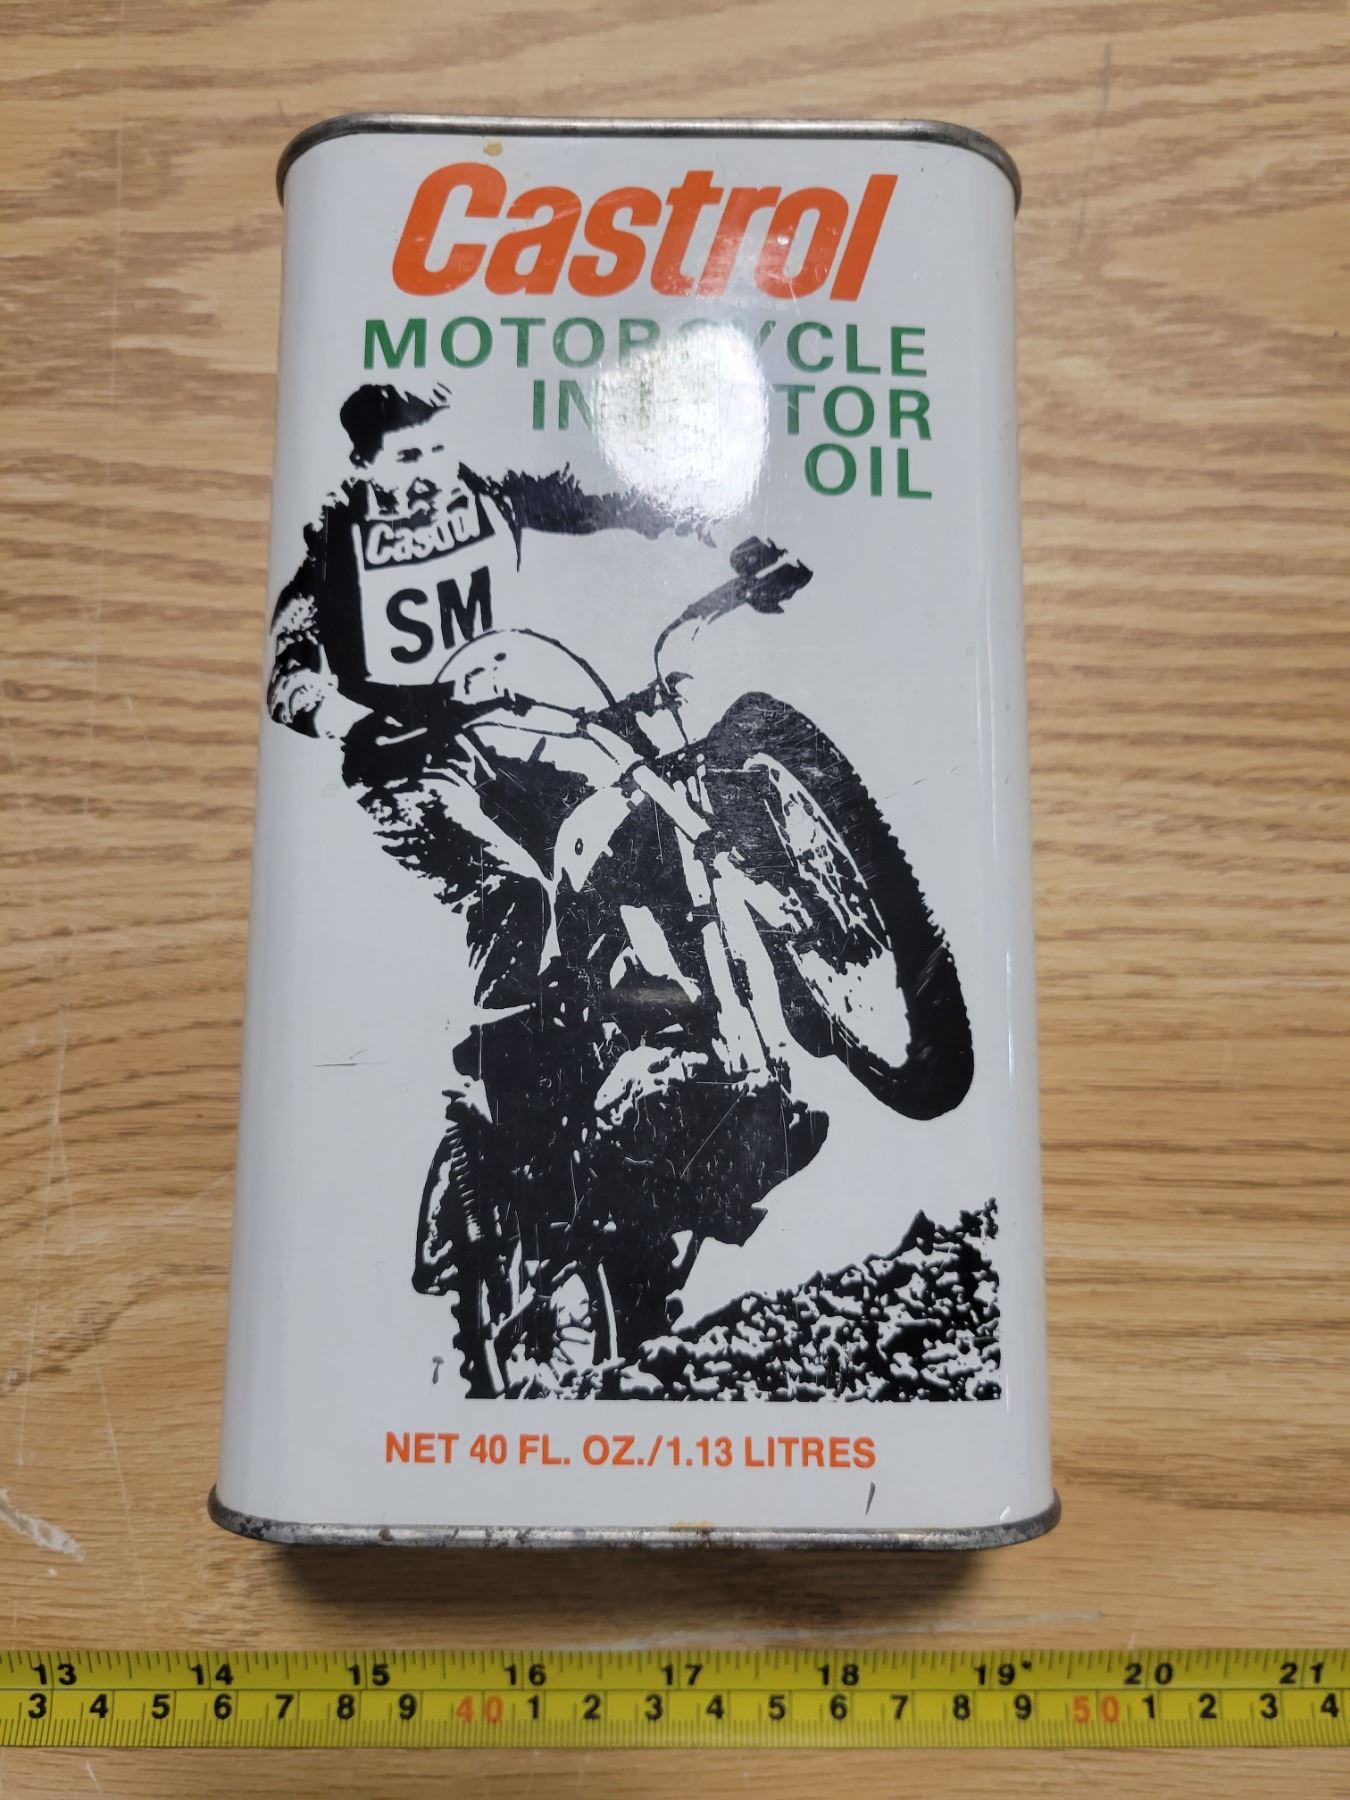 Castrol
MOTORCYCLE
INJECTOR
OIL
Castrol
SM
NET 40 FL. OZ./1.13 LITRES
13 14 15 16 17 18 19 20 21
3 4 5 6 7 8 9 40 1 2 3 4 5 6 7 8 9 50 1 2 3 4